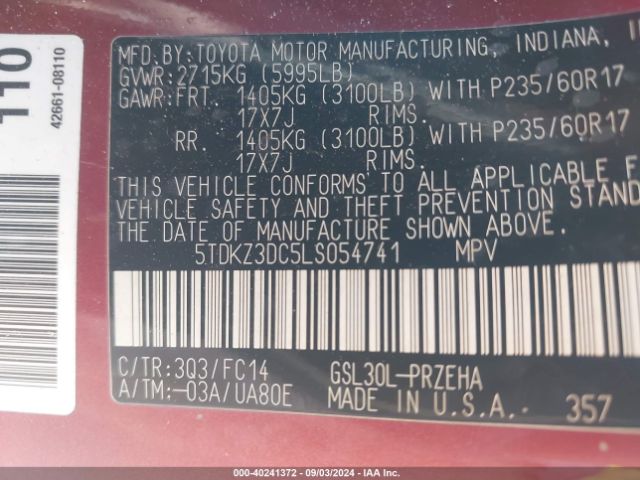 110
42661-08110
MFD.BY:TOYOTA MOTOR MANUFACTURING, INDIANA,
GVWR:2715KG (5995LB)
GAWR:FRT. 1405KG (3100LB) WITH P235/60R17
17X7J RIMS.
RR. 1405KG (3100LB) WITH P235/60R17
17X7J RIMS.
THIS VEHICLE CONFORMS TO ALL APPLICABLE
VEHICLE SAFETY AND THEFT PREVENTION STAND
THE DATE OF MANUFACTURE SHOWN ABOVE.
5TDKZ3DC5LS054741 MPV
C/TR:3Q3/FC14 GSL30L-PRZEHA
A/TM:-03A/UA80E MADE IN U.S.A. 357
000-40241372 - 09/03/2024 - IAA Inc.